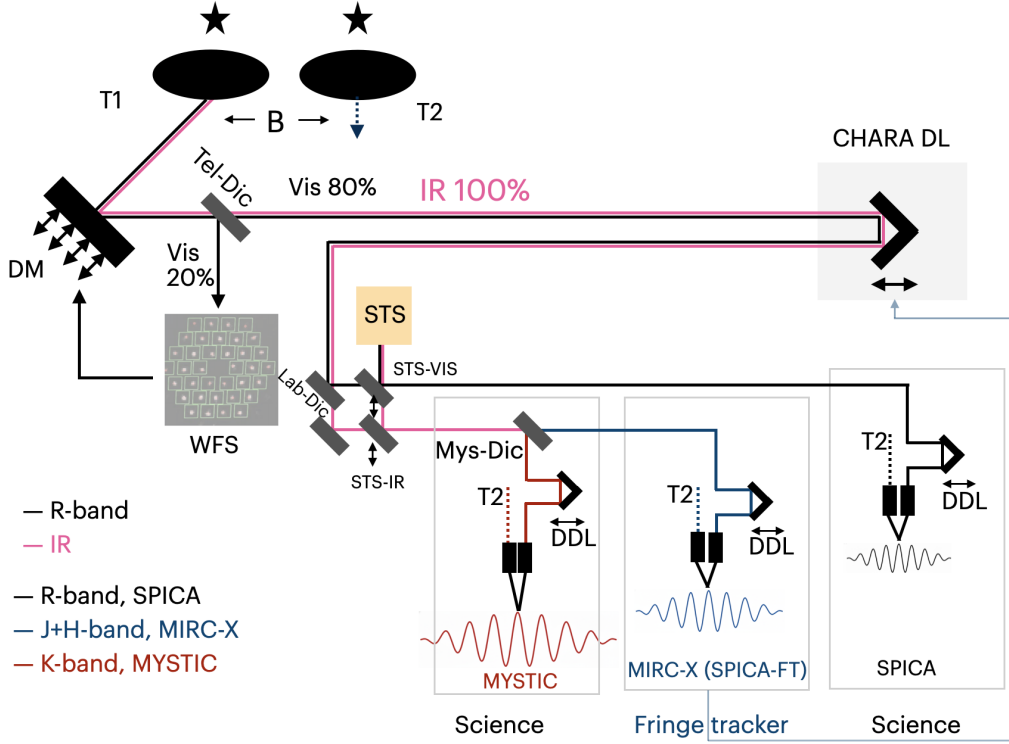 T1
B
T2
CHARA DL
Tel-Dic
Vis 80%
IR 100%
DM
Vis
20%
STS
STS-VIS
Lab-Dic
WFS
STS-IR
Mys-Dic
T2
DDL
T2
DDL
T2
DDL
— R-band
— IR
— R-band, SPICA
— J+H-band, MIRC-X
— K-band, MYSTIC
MYSTIC
MIRC-X (SPICA-FT)
SPICA
Science
Fringe tracker
Science